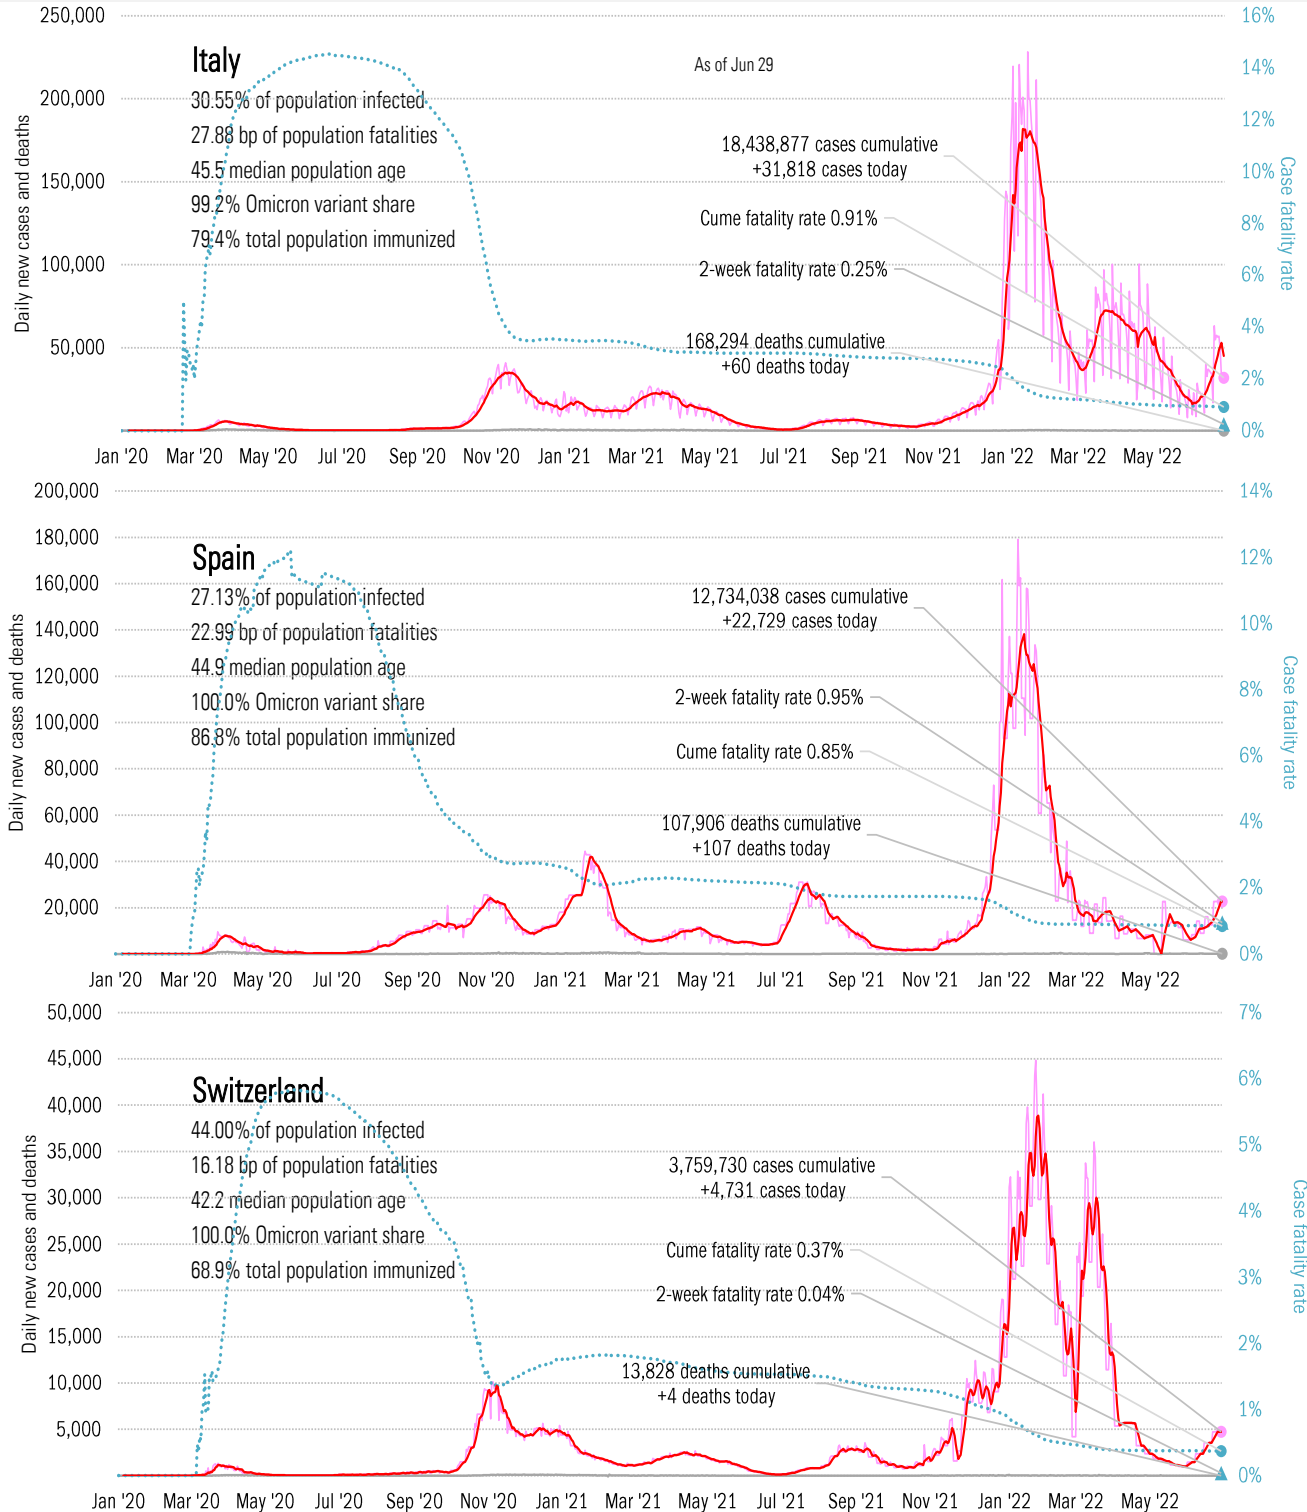 250,000
200,000
150,000
100,000
50,000
Daily new cases and deaths
16%
14%
12%
10%
8%
6%
4%
2%
0%
Case fatality rate
Italy
30.55% of population infected
27.88 bp of population fatalities
45.5 median population age
99.2% Omicron variant share
79.4% total population immunized
As of Jun 29
18,438,877 cases cumulative
+31,818 cases today
Cume fatality rate 0.91%
2-week fatality rate 0.25%
168,294 deaths cumulative
+60 deaths today
Jan '20 Mar '20 May '20 Jul '20 Sep '20 Nov '20 Jan '21 Mar '21 May '21 Jul '21 Sep '21 Nov '21 Jan '22 Mar '22 May '22
200,000
180,000
160,000
140,000
120,000
100,000
80,000
60,000
40,000
20,000
Daily new cases and deaths
14%
12%
10%
8%
6%
4%
2%
0%
Case fatality rate
Spain
27.13% of population infected
22.99 bp of population fatalities
44.9 median population age
100.0% Omicron variant share
86.8% total population immunized
12,734,038 cases cumulative
+22,729 cases today
2-week fatality rate 0.95%
Cume fatality rate 0.85%
107,906 deaths cumulative
+107 deaths today
Jan '20 Mar '20 May '20 Jul '20 Sep '20 Nov '20 Jan '21 Mar '21 May '21 Jul '21 Sep '21 Nov '21 Jan '22 Mar '22 May '22
50,000
45,000
40,000
35,000
30,000
25,000
20,000
15,000
10,000
5,000
Daily new cases and deaths
7%
6%
5%
4%
3%
2%
1%
0%
Case fatality rate
Switzerland
44.00% of population infected
16.18 bp of population fatalities
42.2 median population age
100.0% Omicron variant share
68.9% total population immunized
3,759,730 cases cumulative
+4,731 cases today
Cume fatality rate 0.37%
2-week fatality rate 0.04%
13,828 deaths cumulative
+4 deaths today
Jan '20 Mar '20 May '20 Jul '20 Sep '20 Nov '20 Jan '21 Mar '21 May '21 Jul '21 Sep '21 Nov '21 Jan '22 Mar '22 May '22